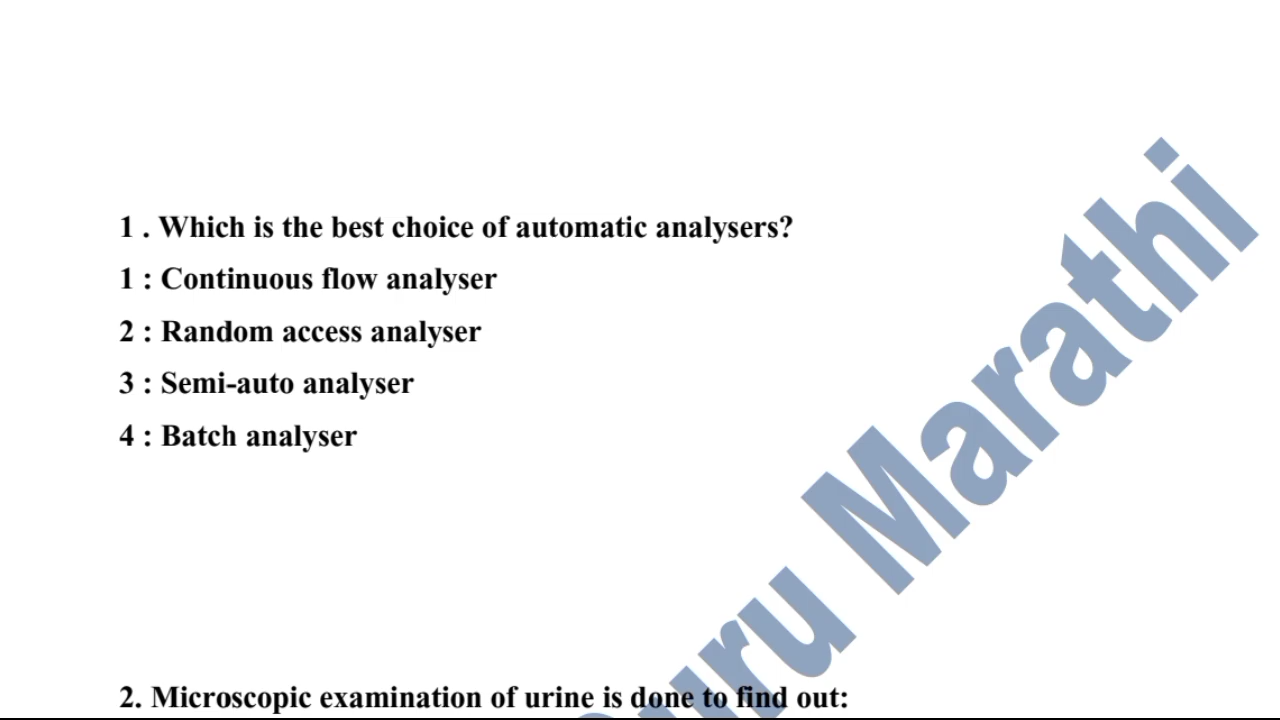 1 . Which is the best choice of automatic analysers?
1 : Continuous flow analyser
2 : Random access analyser
3 : Semi-auto analyser
4 : Batch analyser
2. Microscopic examination of urine is done to find out:
Marathi